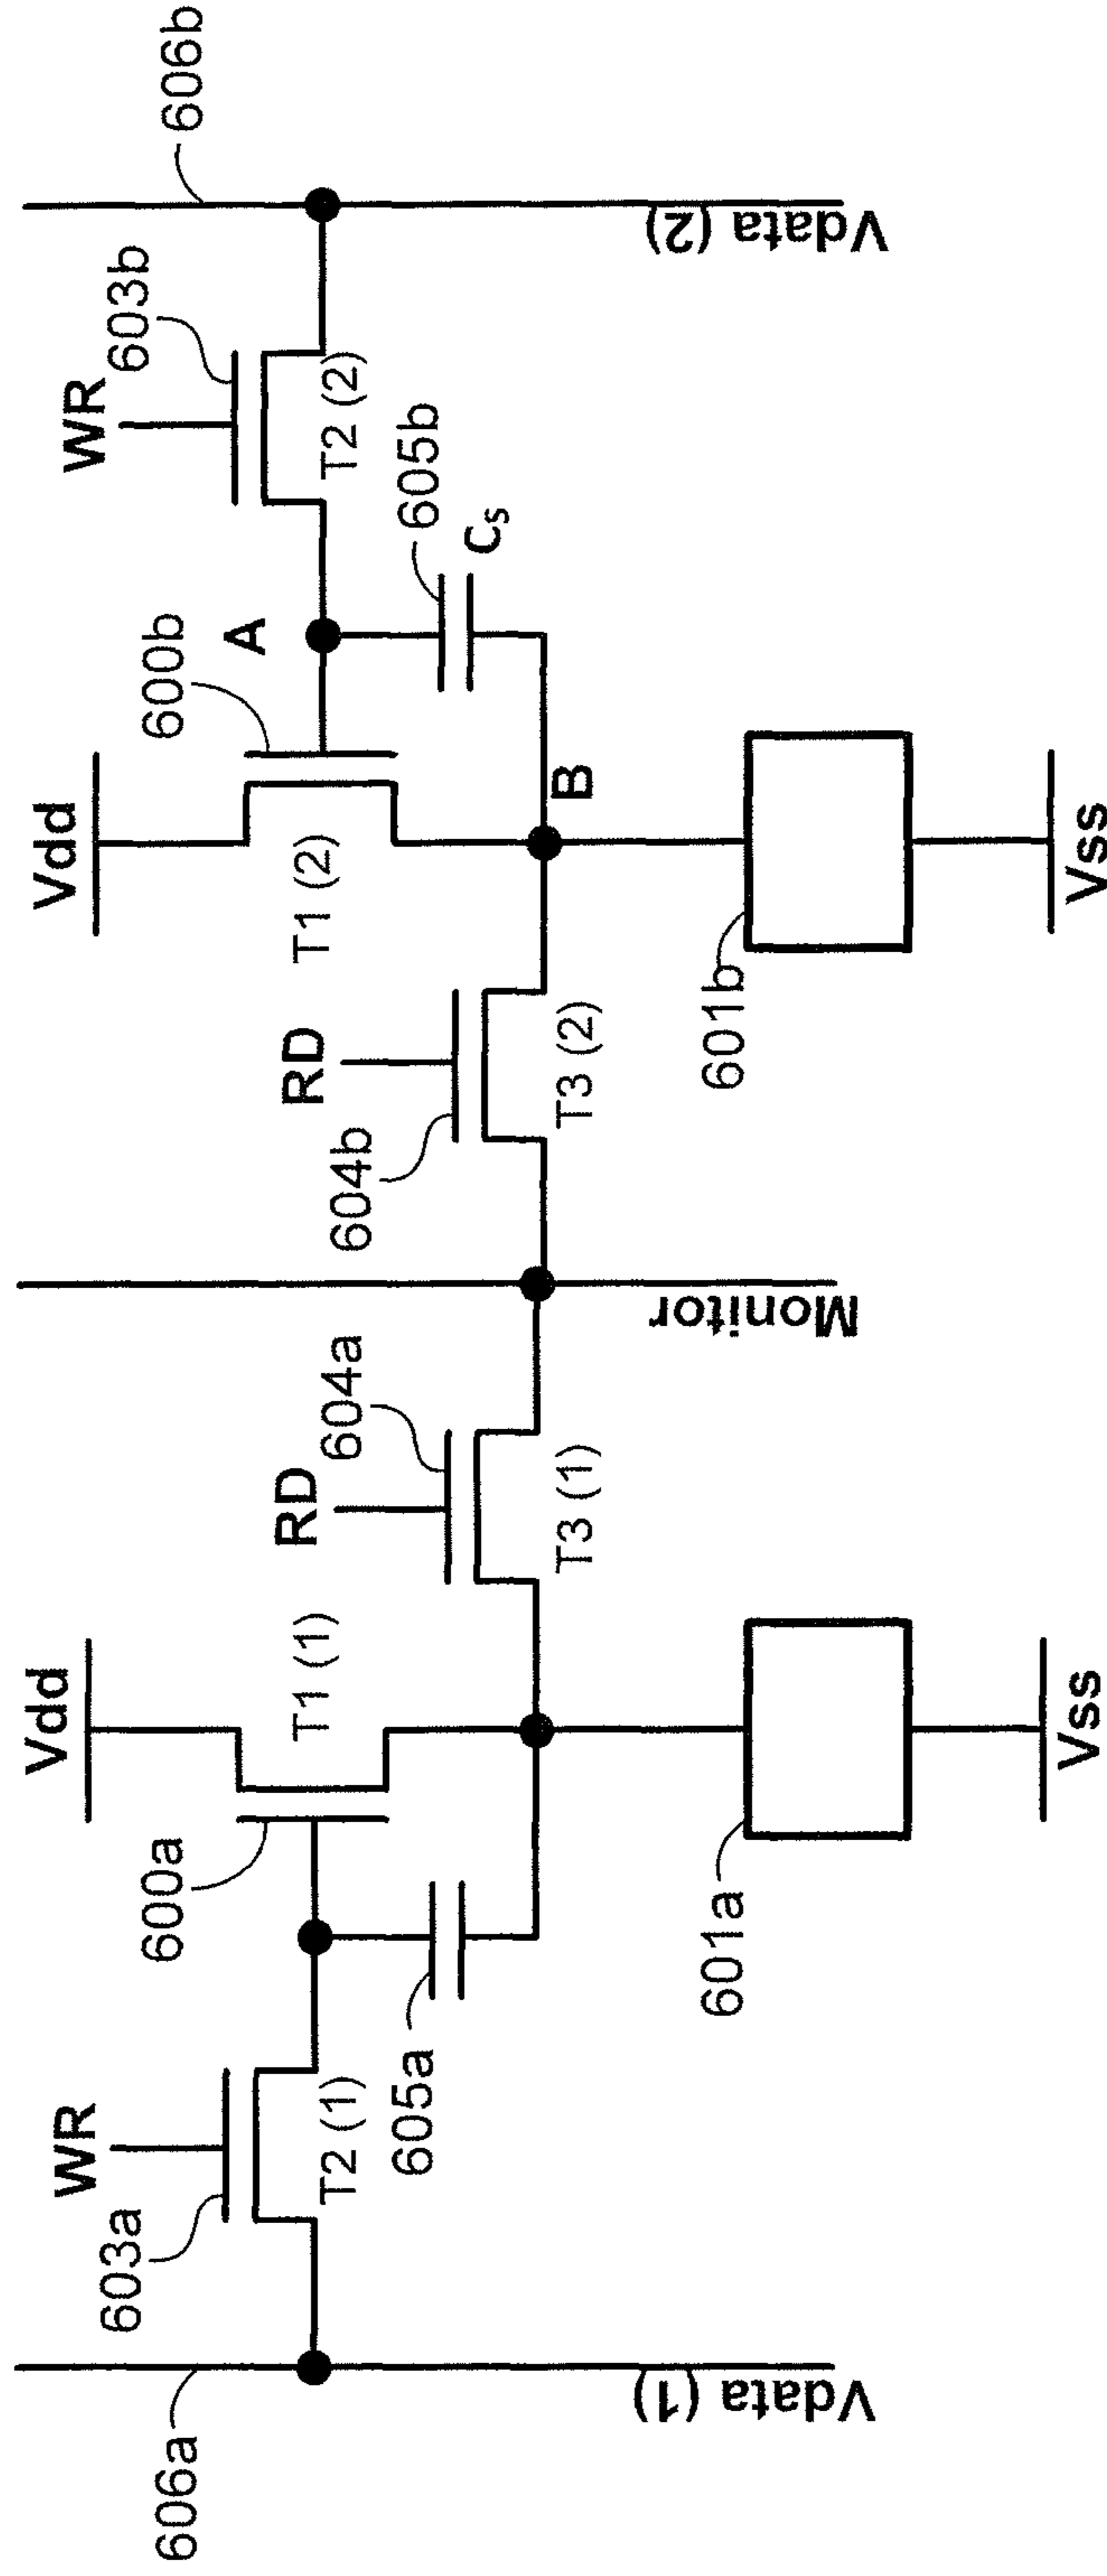 606a
Vdata (1)
603a
WR
T2 (1)
605a
600a
Vdd
T1 (1)
601a
Vss
RD
604a
T3 (1)
Monitor
604b
RD
T3 (2)
Vdd
T1 (2)
600b
A
B
601b
Vss
605b
Cs
WR
603b
T2 (2)
606b
Vdata (2)